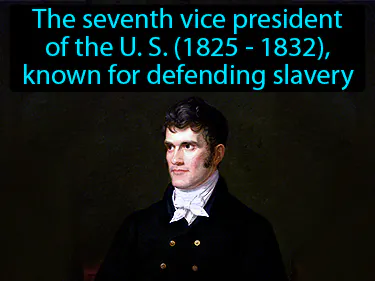 The seventh vice president
of the U. S. (1825 - 1832),
known for defending slavery